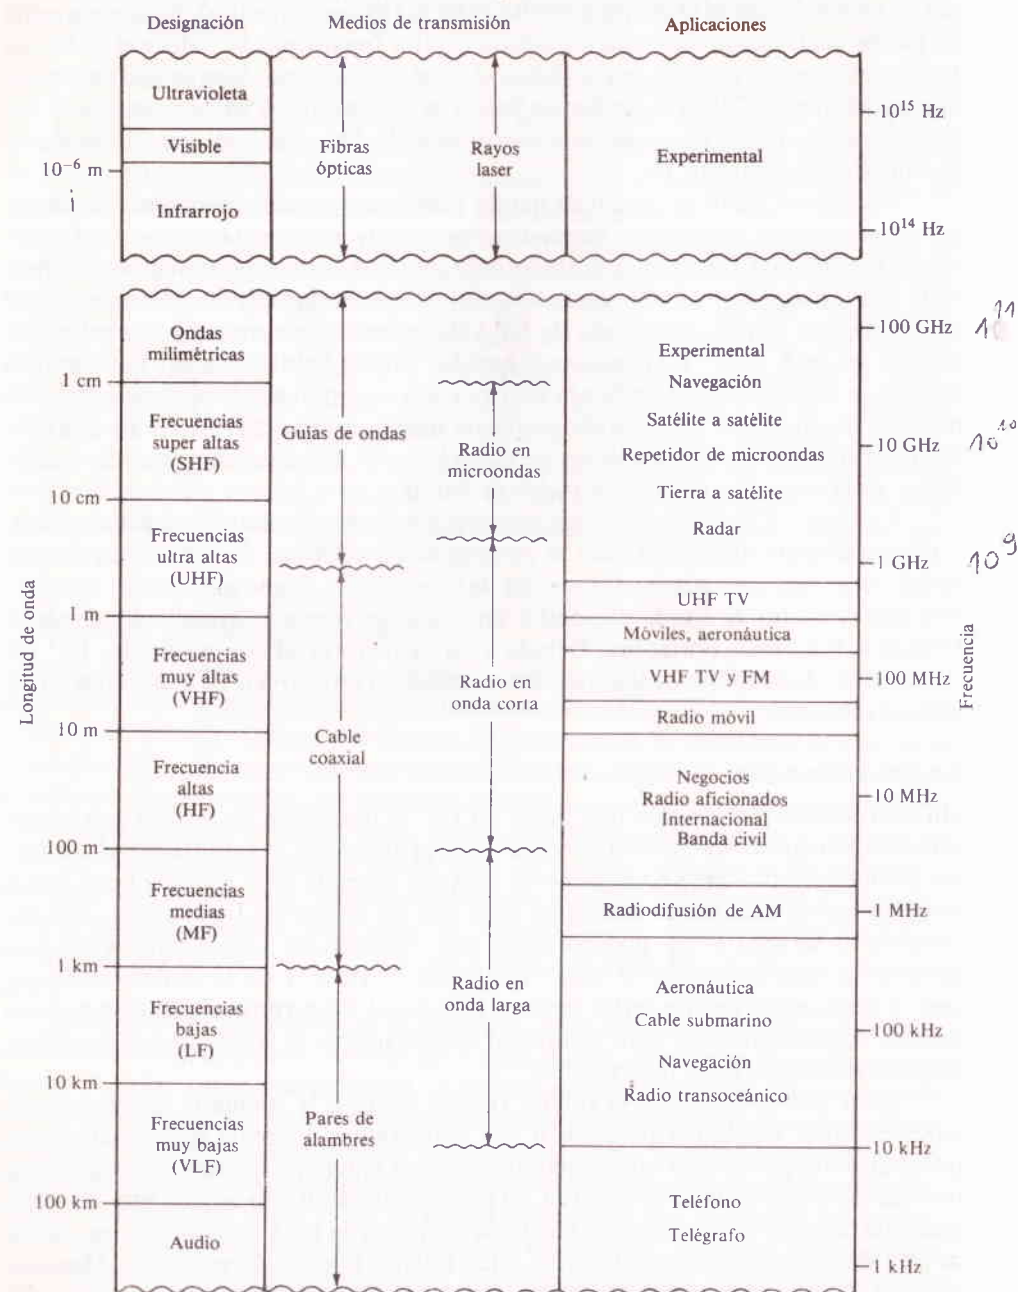 Designación
Medios de transmisión
Aplicaciones
Ultravioleta
Visible
Infrarrojo
10⁻⁶ m
Fibras
ópticas
Rayos
laser
Experimental
10¹⁵ Hz
10¹⁴ Hz
Longitud de onda
1 cm
10 cm
1 m
10 m
100 m
1 km
10 km
100 km
Ondas
milimétricas
Frecuencias
super altas
(SHF)
Frecuencias
ultra altas
(UHF)
Frecuencias
muy altas
(VHF)
Frecuencia
altas
(HF)
Frecuencias
medias
(MF)
Frecuencias
bajas
(LF)
Frecuencias
muy bajas
(VLF)
Audio
Guías de ondas
Cable
coaxial
Pares de
alambres
Radio en
microondas
Radio en
onda corta
Radio en
onda larga
Experimental
Navegación
Satélite a satélite
Repetidor de microondas
Tierra a satélite
Radar
UHF TV
Móviles, aeronáutica
VHF TV y FM
Radio móvil
Negocios
Radio aficionados
Internacional
Banda civil
Radiodifusión de AM
Aeronáutica
Cable submarino
Navegación
Radio transoceánico
Teléfono
Telégrafo
100 GHz
10 GHz
1 GHz
100 MHz
10 MHz
1 MHz
100 kHz
10 kHz
1 kHz
Frecuencia
10¹¹
10¹⁰
10⁹